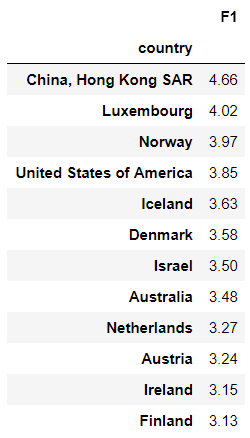 F1
country
China, Hong Kong SAR 4.66
Luxembourg 4.02
Norway 3.97
United States of America 3.85
Iceland 3.63
Denmark 3.58
Israel 3.50
Australia 3.48
Netherlands 3.27
Austria 3.24
Ireland 3.15
Finland 3.13